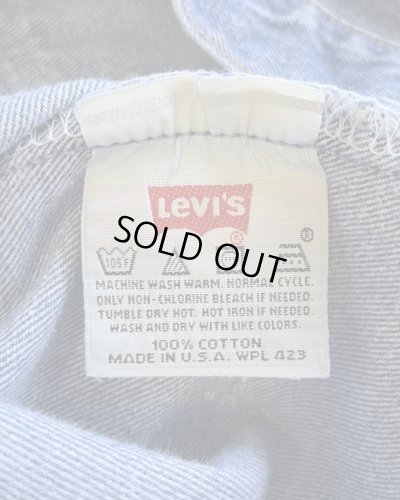 LEVI'S
®
SOLD OUT
105F
®
MACHINE WASH WARM. NORMAL CYCLE.
ONLY NON-CHLORINE BLEACH IF NEEDED.
TUMBLE DRY HOT. HOT IRON IF NEEDED.
WASH AND DRY WITH LIKE COLORS.
100% COTTON
MADE IN U.S.A. WPL 423